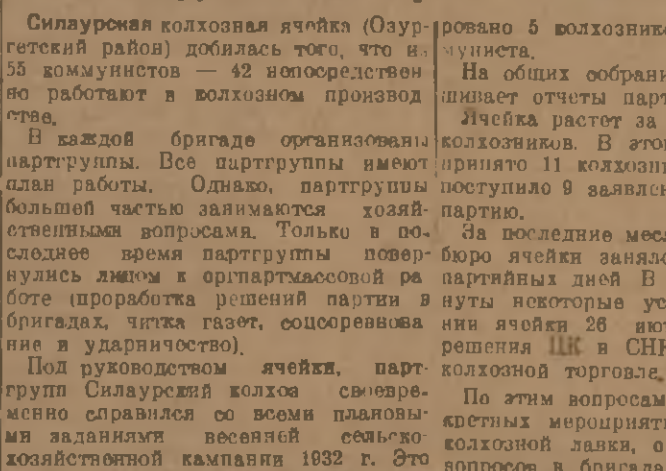 Силаурская колхозная ячейка (Озур-
гетский район) добилась того, что из
55 коммунистов — 42 непосредствен
но работают в колхозном производ
стве.
В каждой бригаде организованы
партгруппы. Все партгруппы имеют
план работы. Однако, партгруппы
большей частью занимаются хозяй-
ственными вопросами. Только в по-
следнее время партгруппы повер-
нулись лицом к оргпартмассовой ра
боте (проработка решений партии в
бригадах, читка газет, соцсоревнова
ние и ударничество).
Под руководством ячейки, парт-
групп Силаурский колхоз своевре-
менно справился со всеми плановы-
ми заданиями весенней сельско-
хозяйственной кампании 1932 г. Это
ровано 5 колхозник
муниста.
На общих собрани
шивает отчеты парт
Ячейка растет за
колхозников. В это
принято 11 колхозн
поступило 9 заявлен
партию.
За последние мес
бюро ячейки занял
партийных дней В
нуты некоторые ус
нии ячейки 26 ию
решения ЦК и СНК
колхозной торговле.
По этим вопросам
кретных мероприят
колхозной лавки, о
вопросов в бригад